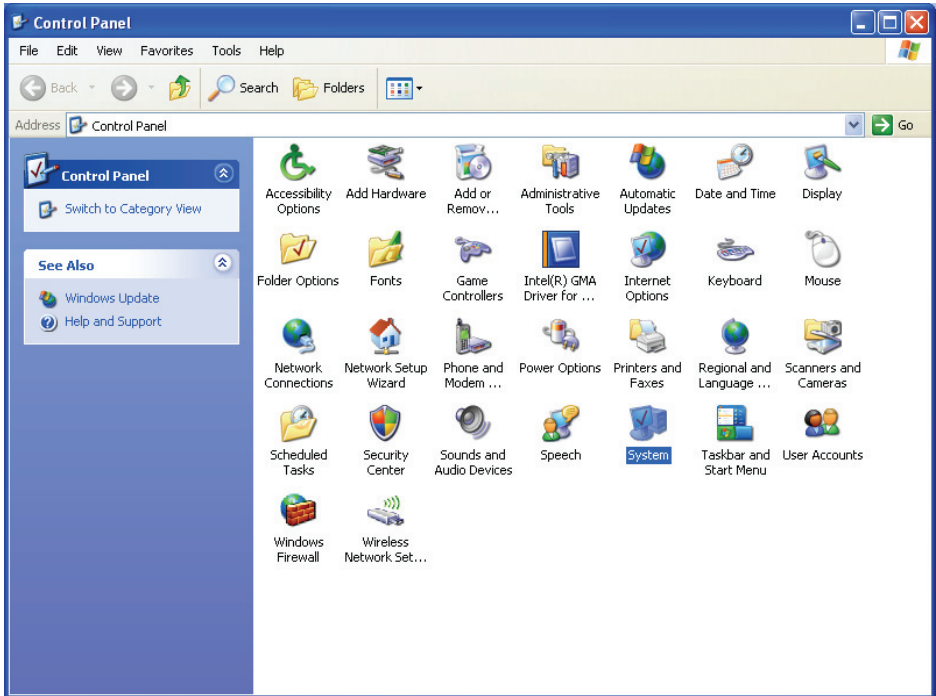 Control Panel
File Edit View Favorites Tools Help
Back Search Folders
Address Control Panel Go
Control Panel
Switch to Category View
See Also
Windows Update
Help and Support
Accessibility Options
Add Hardware
Add or Remov...
Administrative Tools
Automatic Updates
Date and Time
Display
Folder Options
Fonts
Game Controllers
Intel(R) GMA Driver for ...
Internet Options
Keyboard
Mouse
Network Connections
Network Setup Wizard
Phone and Modem ...
Power Options
Printers and Faxes
Regional and Language ...
Scanners and Cameras
Scheduled Tasks
Security Center
Sounds and Audio Devices
Speech
System
Taskbar and Start Menu
User Accounts
Windows Firewall
Wireless Network Set...